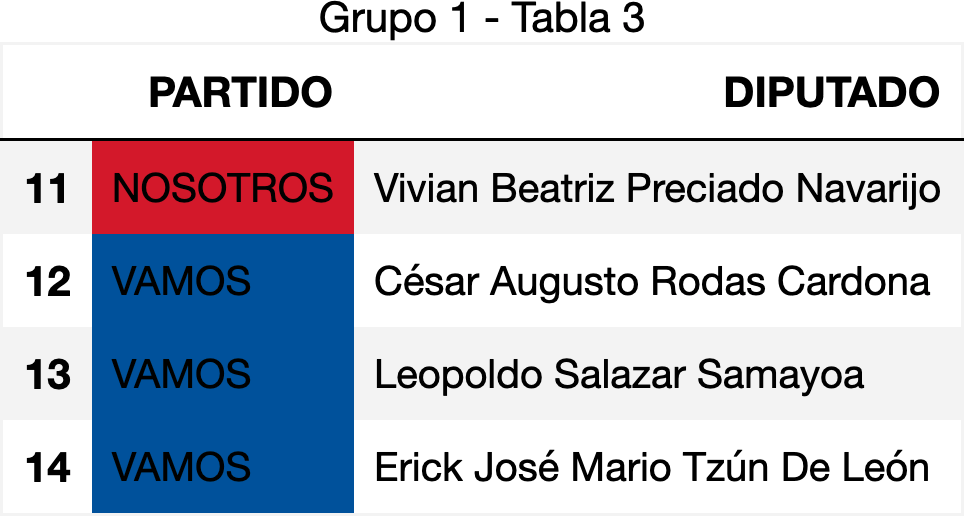 Grupo 1 - Tabla 3
PARTIDO DIPUTADO
11 NOSOTROS Vivian Beatriz Preciado Navarijo
12 VAMOS César Augusto Rodas Cardona
13 VAMOS Leopoldo Salazar Samayoa
14 VAMOS Erick José Mario Tzún De León